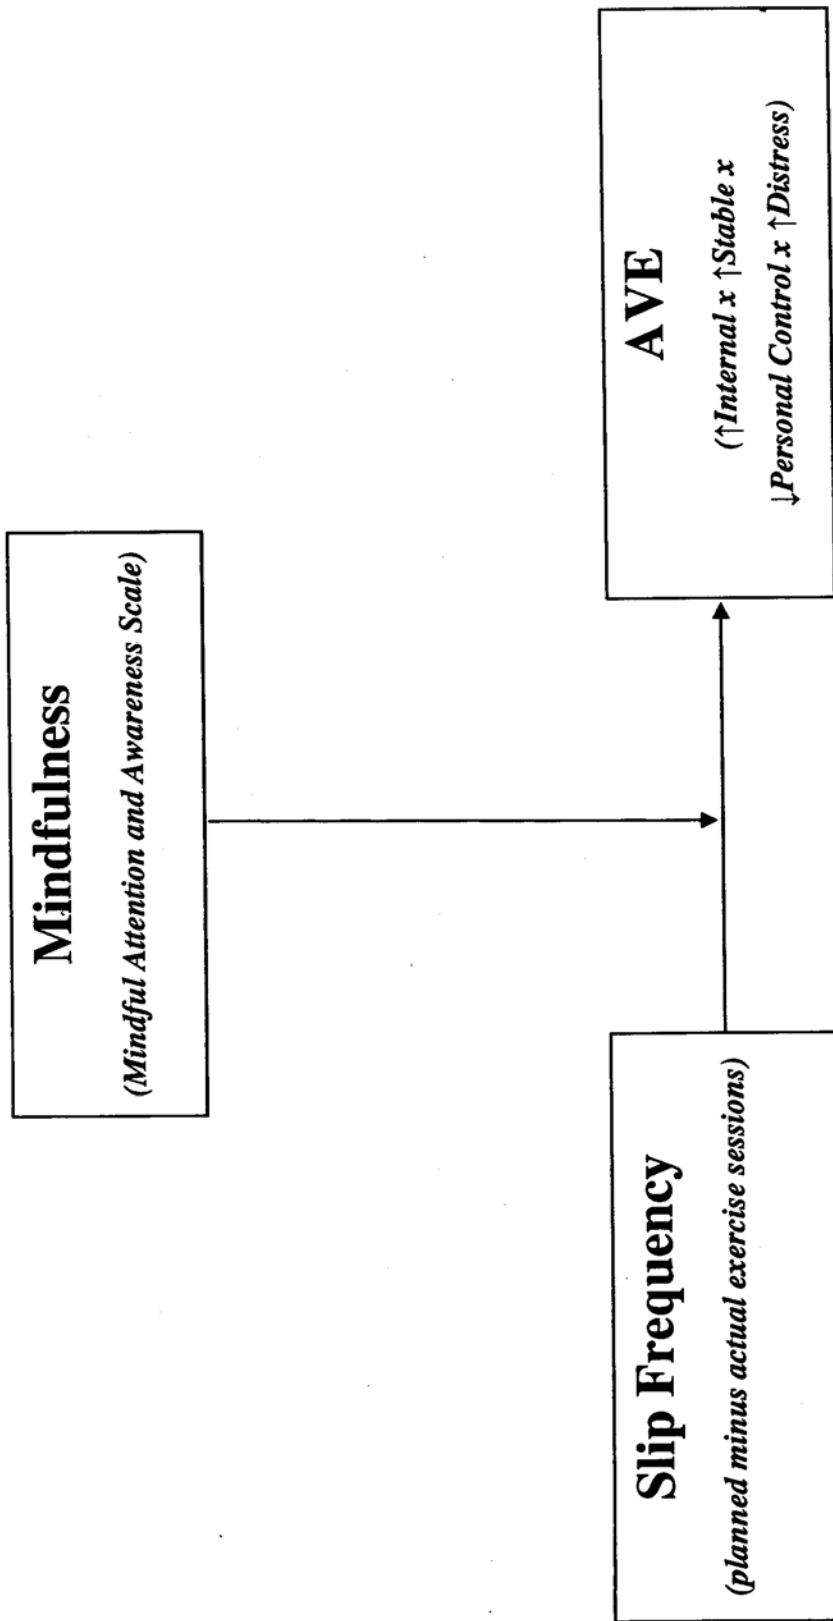 Mindfulness
(Mindful Attention and Awareness Scale)
Slip Frequency
(planned minus actual exercise sessions)
AVE
(↑Internal x ↑Stable x
↓Personal Control x ↑Distress)